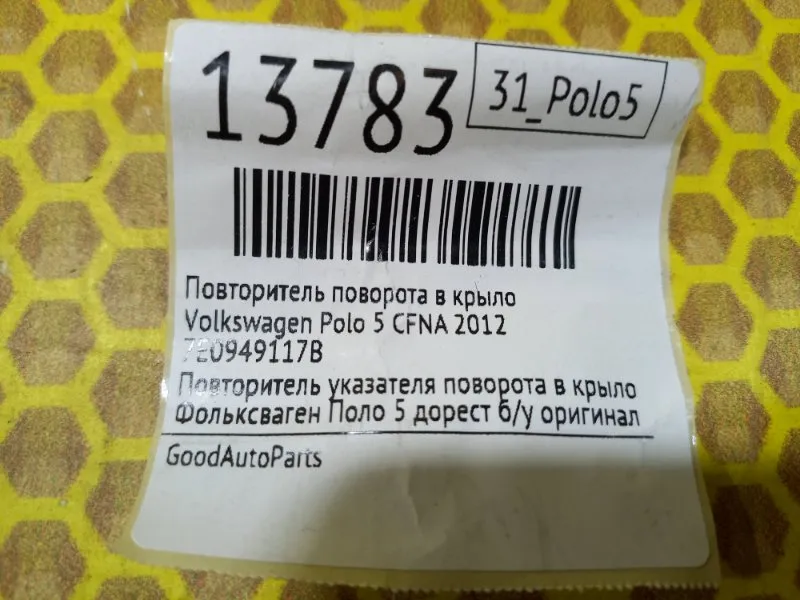 13783
31_Polo5
Повторитель поворота в крыло
Volkswagen Polo 5 CFNA 2012
7E0949117B
Повторитель указателя поворота в крыло
Фольксваген Поло 5 дорест б/у оригинал
GoodAutoParts